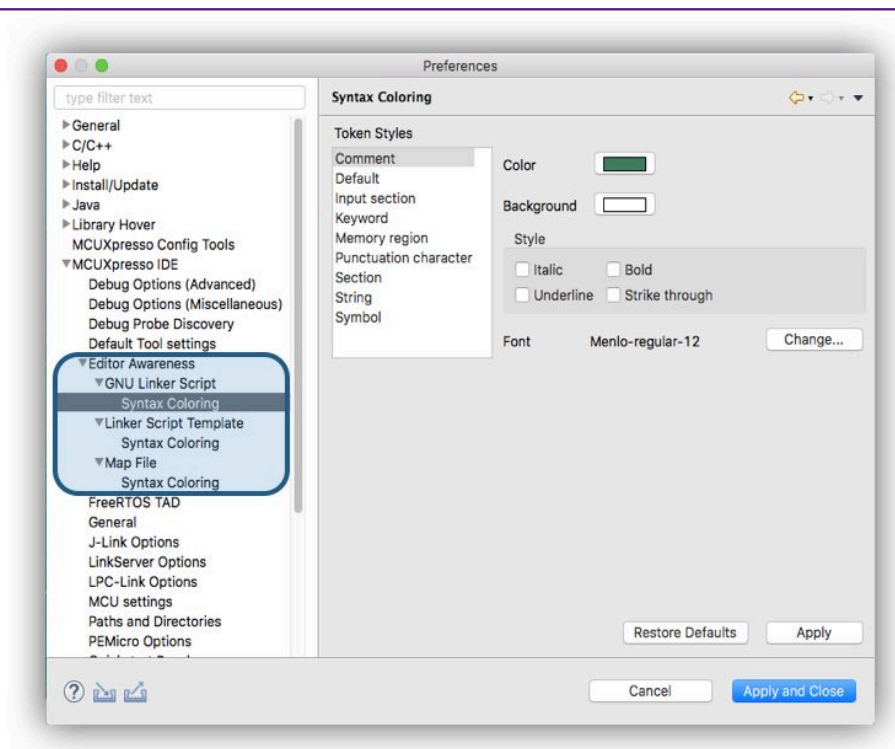 Preferences
type filter text
General
C/C++
Help
Install/Update
Java
Library Hover
MCUXpresso Config Tools
MCUXpresso IDE
Debug Options (Advanced)
Debug Options (Miscellaneous)
Debug Probe Discovery
Default Tool settings
Editor Awareness
GNU Linker Script
Syntax Coloring
Linker Script Template
Syntax Coloring
Map File
Syntax Coloring
FreeRTOS TAD
General
J-Link Options
LinkServer Options
LPC-Link Options
MCU settings
Paths and Directories
PEMicro Options
Syntax Coloring
Token Styles
Comment
Default
Input section
Keyword
Memory region
Punctuation character
Section
String
Symbol
Color
Background
Style
Italic Bold
Underline Strike through
Font Menlo-regular-12 Change...
Restore Defaults Apply
Cancel Apply and Close